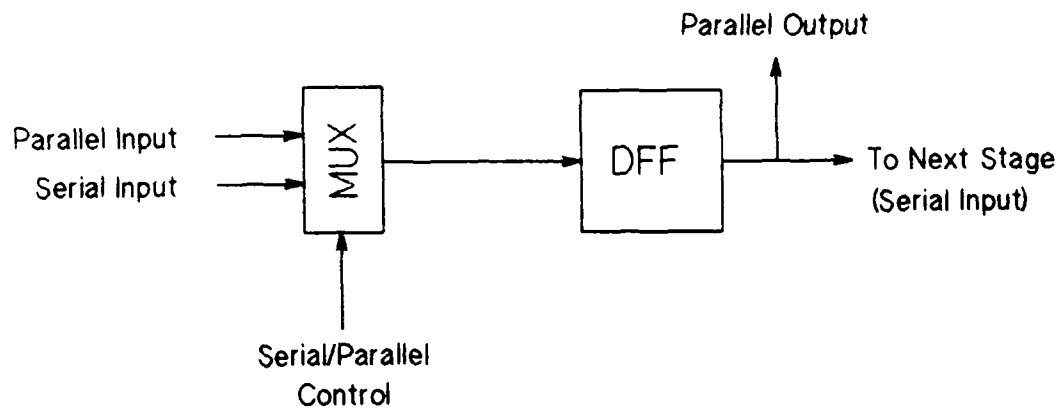 Parallel Output
Parallel Input
Serial Input
MUX
DFF
To Next Stage
(Serial Input)
Serial/Parallel
Control